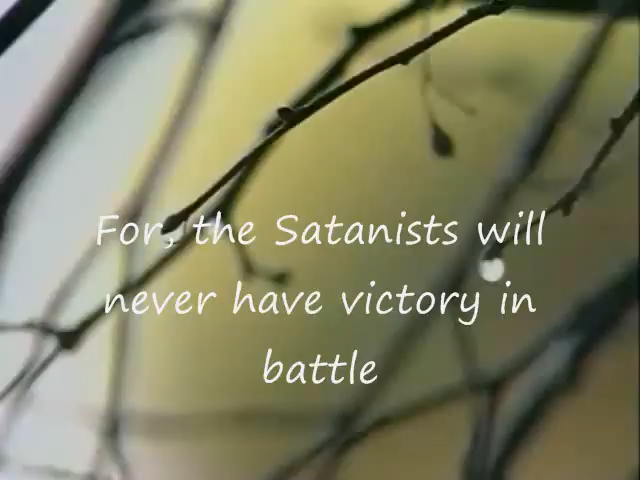 For, the Satanists will
never have victory in
battle